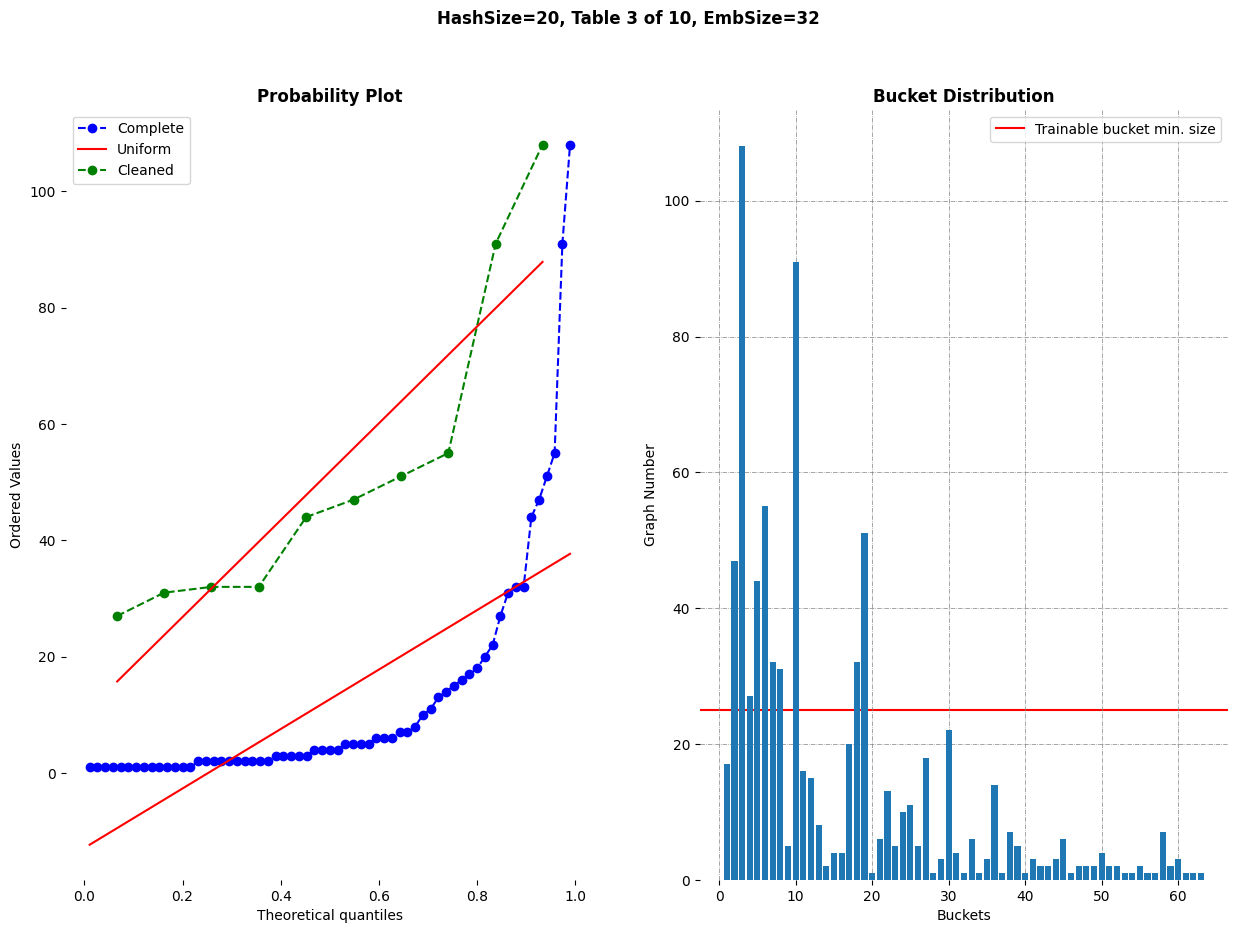 HashSize=20, Table 3 of 10, EmbSize=32
Probability Plot
Complete
Uniform
Cleaned
100
80
60
40
20
0
Ordered Values
0.0 0.2 0.4 0.6 0.8 1.0
Theoretical quantiles
Bucket Distribution
Trainable bucket min. size
100
80
60
40
20
0
Graph Number
0 10 20 30 40 50 60
Buckets